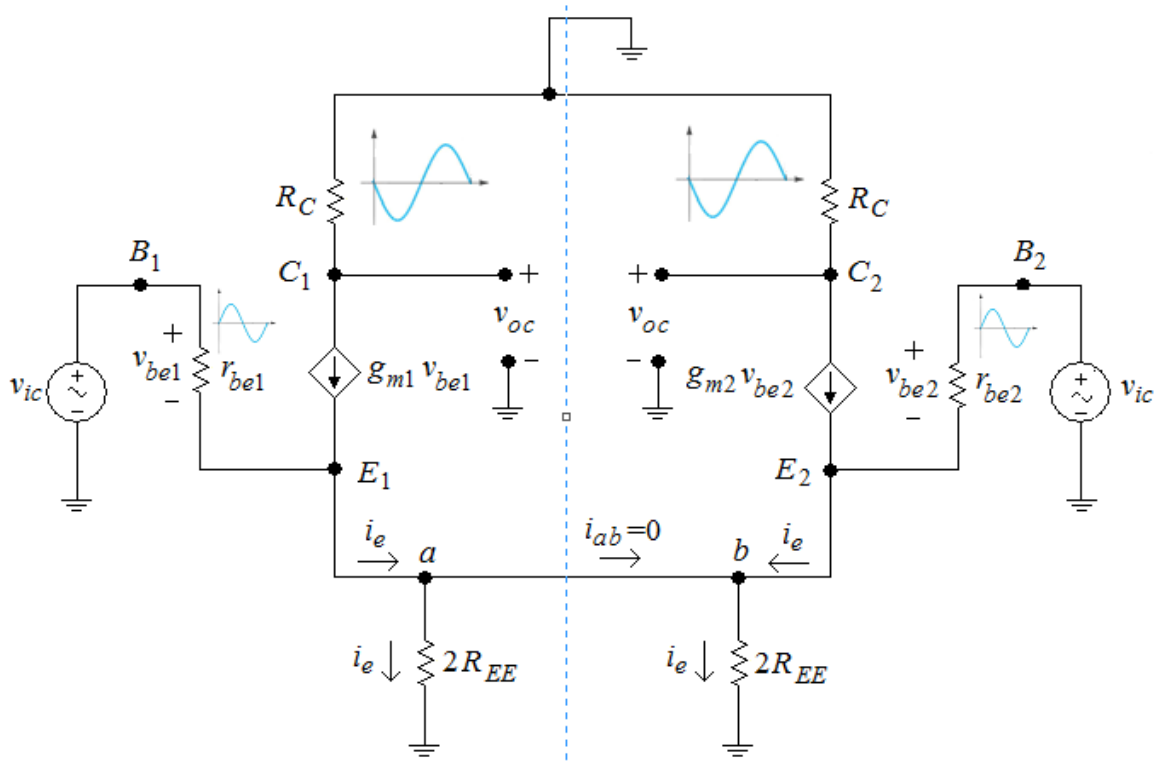 R_C
R_C
B_1
C_1
+
+
C_2
B_2
+
v_be1
−
r_be1
v_oc
v_oc
+
v_be2
−
r_be2
v_ic
+
−
g_m1 v_be1
−
−
g_m2 v_be2
+
−
v_ic
E_1
E_2
i_e
a
i_ab=0
b
i_e
i_e
2R_EE
i_e
2R_EE